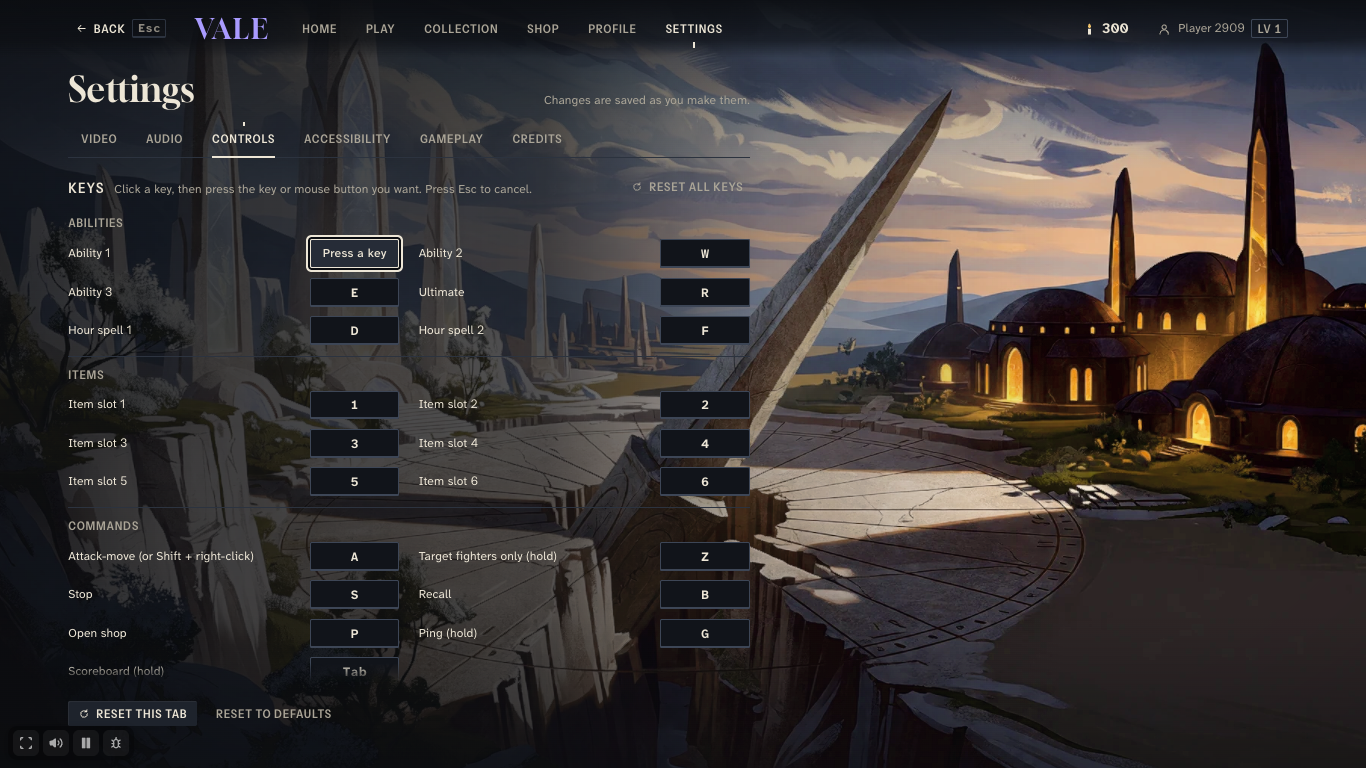 BACK Esc VALE HOME PLAY COLLECTION SHOP PROFILE SETTINGS 300 Player 2909 LV 1
Settings
Changes are saved as you make them.
VIDEO AUDIO CONTROLS ACCESSIBILITY GAMEPLAY CREDITS
KEYS Click a key, then press the key or mouse button you want. Press Esc to cancel. RESET ALL KEYS
ABILITIES
Ability 1 Press a key Ability 2 W
Ability 3 E Ultimate R
Hour spell 1 D Hour spell 2 F
ITEMS
Item slot 1 1 Item slot 2 2
Item slot 3 3 Item slot 4 4
Item slot 5 5 Item slot 6 6
COMMANDS
Attack-move (or Shift + right-click) A Target fighters only (hold) Z
Stop S Recall B
Open shop P Ping (hold) G
Scoreboard (hold) Tab
RESET THIS TAB RESET TO DEFAULTS